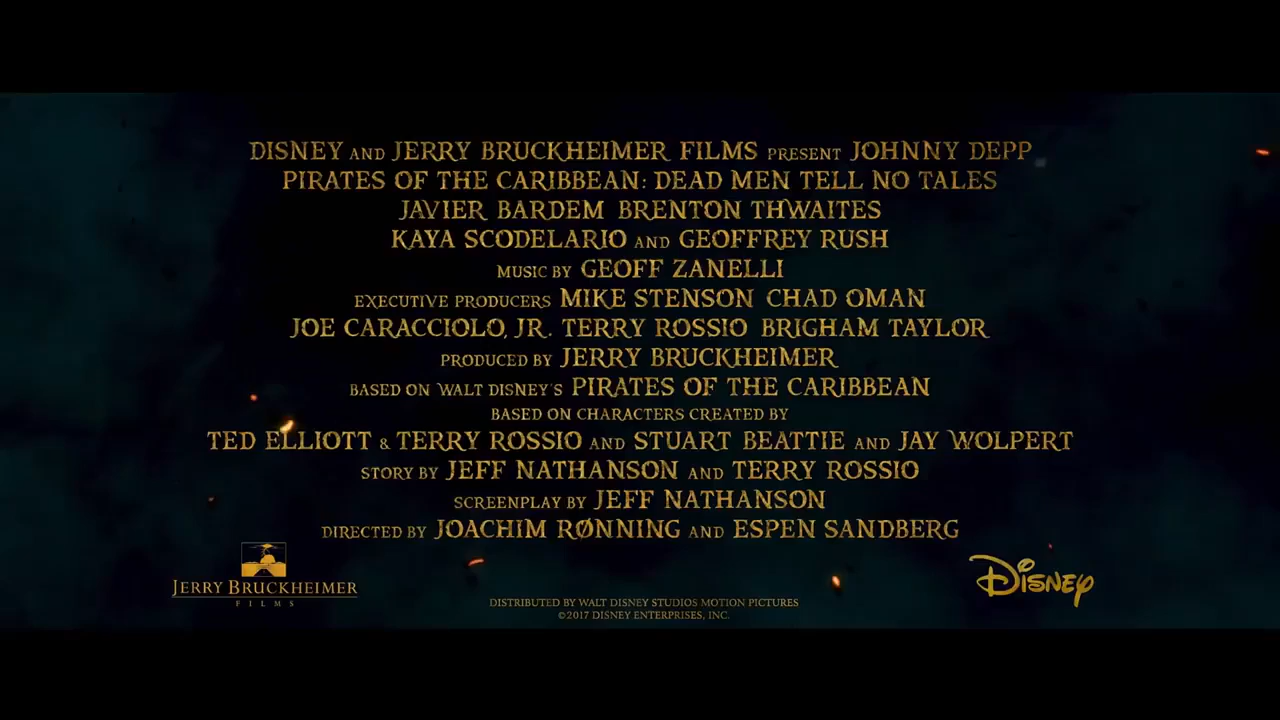 DISNEY AND JERRY BRUCKHEIMER FILMS PRESENT JOHNNY DEPP
PIRATES OF THE CARIBBEAN: DEAD MEN TELL NO TALES
JAVIER BARDEM BRENTON THWAITES
KAYA SCODELARIO AND GEOFFREY RUSH
MUSIC BY GEOFF ZANELLI
EXECUTIVE PRODUCERS MIKE STENSON CHAD OMAN
JOE CARACCIOLO, JR. TERRY ROSSIO BRIGHAM TAYLOR
PRODUCED BY JERRY BRUCKHEIMER
BASED ON WALT DISNEY'S PIRATES OF THE CARIBBEAN
BASED ON CHARACTERS CREATED BY
TED ELLIOTT & TERRY ROSSIO AND STUART BEATTIE AND JAY WOLPERT
STORY BY JEFF NATHANSON AND TERRY ROSSIO
SCREENPLAY BY JEFF NATHANSON
DIRECTED BY JOACHIM RØNNING AND ESPEN SANDBERG
JERRY BRUCKHEIMER
FILMS
DISNEY
DISTRIBUTED BY WALT DISNEY STUDIOS MOTION PICTURES
©2017 DISNEY ENTERPRISES, INC.